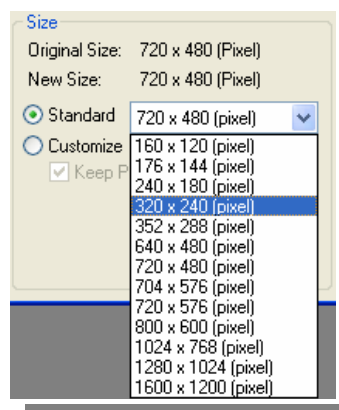 Size
Original Size: 720 x 480 (Pixel)
New Size: 720 x 480 (Pixel)
Standard 720 x 480 (pixel)
Customize 160 x 120 (pixel)
176 x 144 (pixel)
Keep P
240 x 180 (pixel)
320 x 240 (pixel)
352 x 288 (pixel)
640 x 480 (pixel)
720 x 480 (pixel)
704 x 576 (pixel)
720 x 576 (pixel)
800 x 600 (pixel)
1024 x 768 (pixel)
1280 x 1024 (pixel)
1600 x 1200 (pixel)